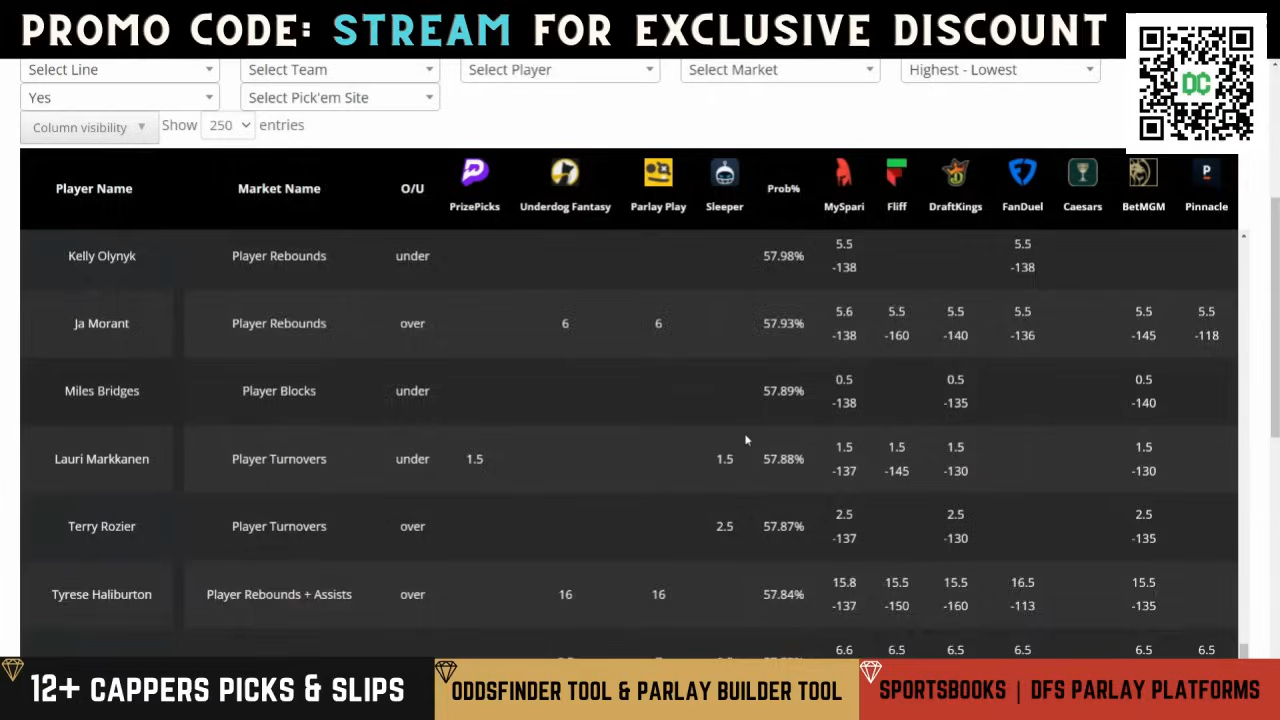 PROMO CODE: STREAM FOR EXCLUSIVE DISCOUNT
DC
Select Line Select Team Select Player Select Market Highest - Lowest
Yes Select Pick'em Site
Column visibility Show 250 entries
Player Name Market Name O/U PrizePicks Underdog Fantasy Parlay Play Sleeper Prob% MySpari Fliff DraftKings FanDuel Caesars BetMGM Pinnacle
Kelly Olynyk Player Rebounds under 57.98% 5.5 5.5
-138 -138
Ja Morant Player Rebounds over 6 6 57.93% 5.6 5.5 5.5 5.5 5.5 5.5
-138 -160 -140 -136 -145 -118
Miles Bridges Player Blocks under 57.89% 0.5 0.5 0.5
-138 -135 -140
Lauri Markkanen Player Turnovers under 1.5 1.5 57.88% 1.5 1.5 1.5 1.5
-137 -145 -130 -130
Terry Rozier Player Turnovers over 2.5 57.87% 2.5 2.5 2.5
-137 -130 -135
Tyrese Haliburton Player Rebounds + Assists over 16 16 57.84% 15.8 15.5 15.5 16.5 15.5
-137 -150 -160 -113 -135
6.6 6.5 6.5 6.5 6.5 6.5
12+ CAPPERS PICKS & SLIPS
ODDSFINDER TOOL & PARLAY BUILDER TOOL
SPORTSBOOKS | DFS PARLAY PLATFORMS